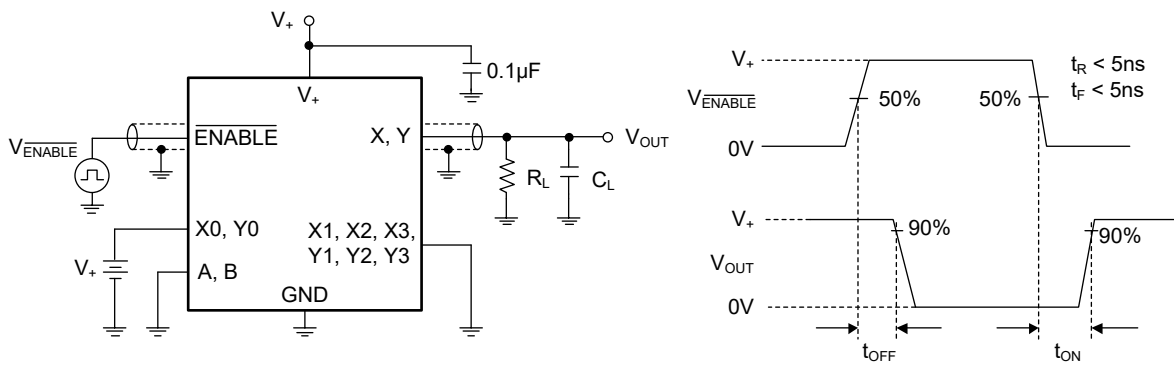 V+
0.1µF
V+
ENABLE
X, Y
VENABLE
VOUT
RL
CL
X0, Y0
X1, X2, X3,
Y1, Y2, Y3
V+
A, B
GND
V+
tR < 5ns
tF < 5ns
VENABLE
50%
50%
0V
V+
90%
90%
VOUT
0V
tOFF
tON